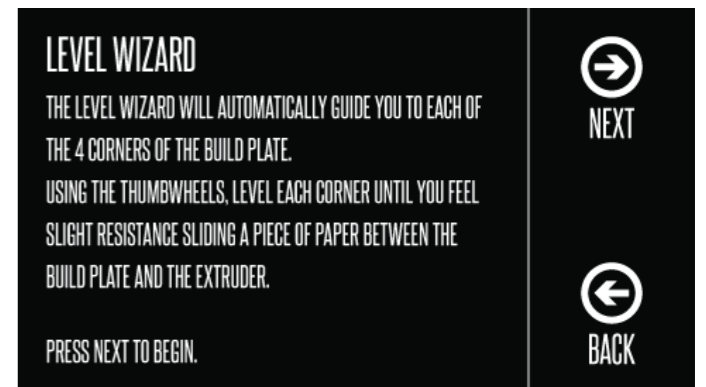 LEVEL WIZARD
THE LEVEL WIZARD WILL AUTOMATICALLY GUIDE YOU TO EACH OF
THE 4 CORNERS OF THE BUILD PLATE.
USING THE THUMBWHEELS, LEVEL EACH CORNER UNTIL YOU FEEL
SLIGHT RESISTANCE SLIDING A PIECE OF PAPER BETWEEN THE
BUILD PLATE AND THE EXTRUDER.
PRESS NEXT TO BEGIN.
NEXT
BACK